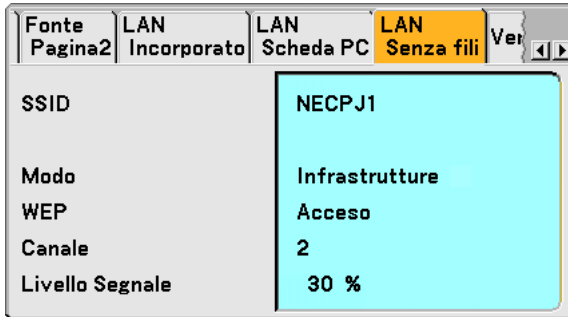 Fonte Pagina2
LAN Incorporato
LAN Scheda PC
LAN Senza fili
SSID NECPJ1
Modo Infrastrutture
WEP Acceso
Canale 2
Livello Segnale 30 %